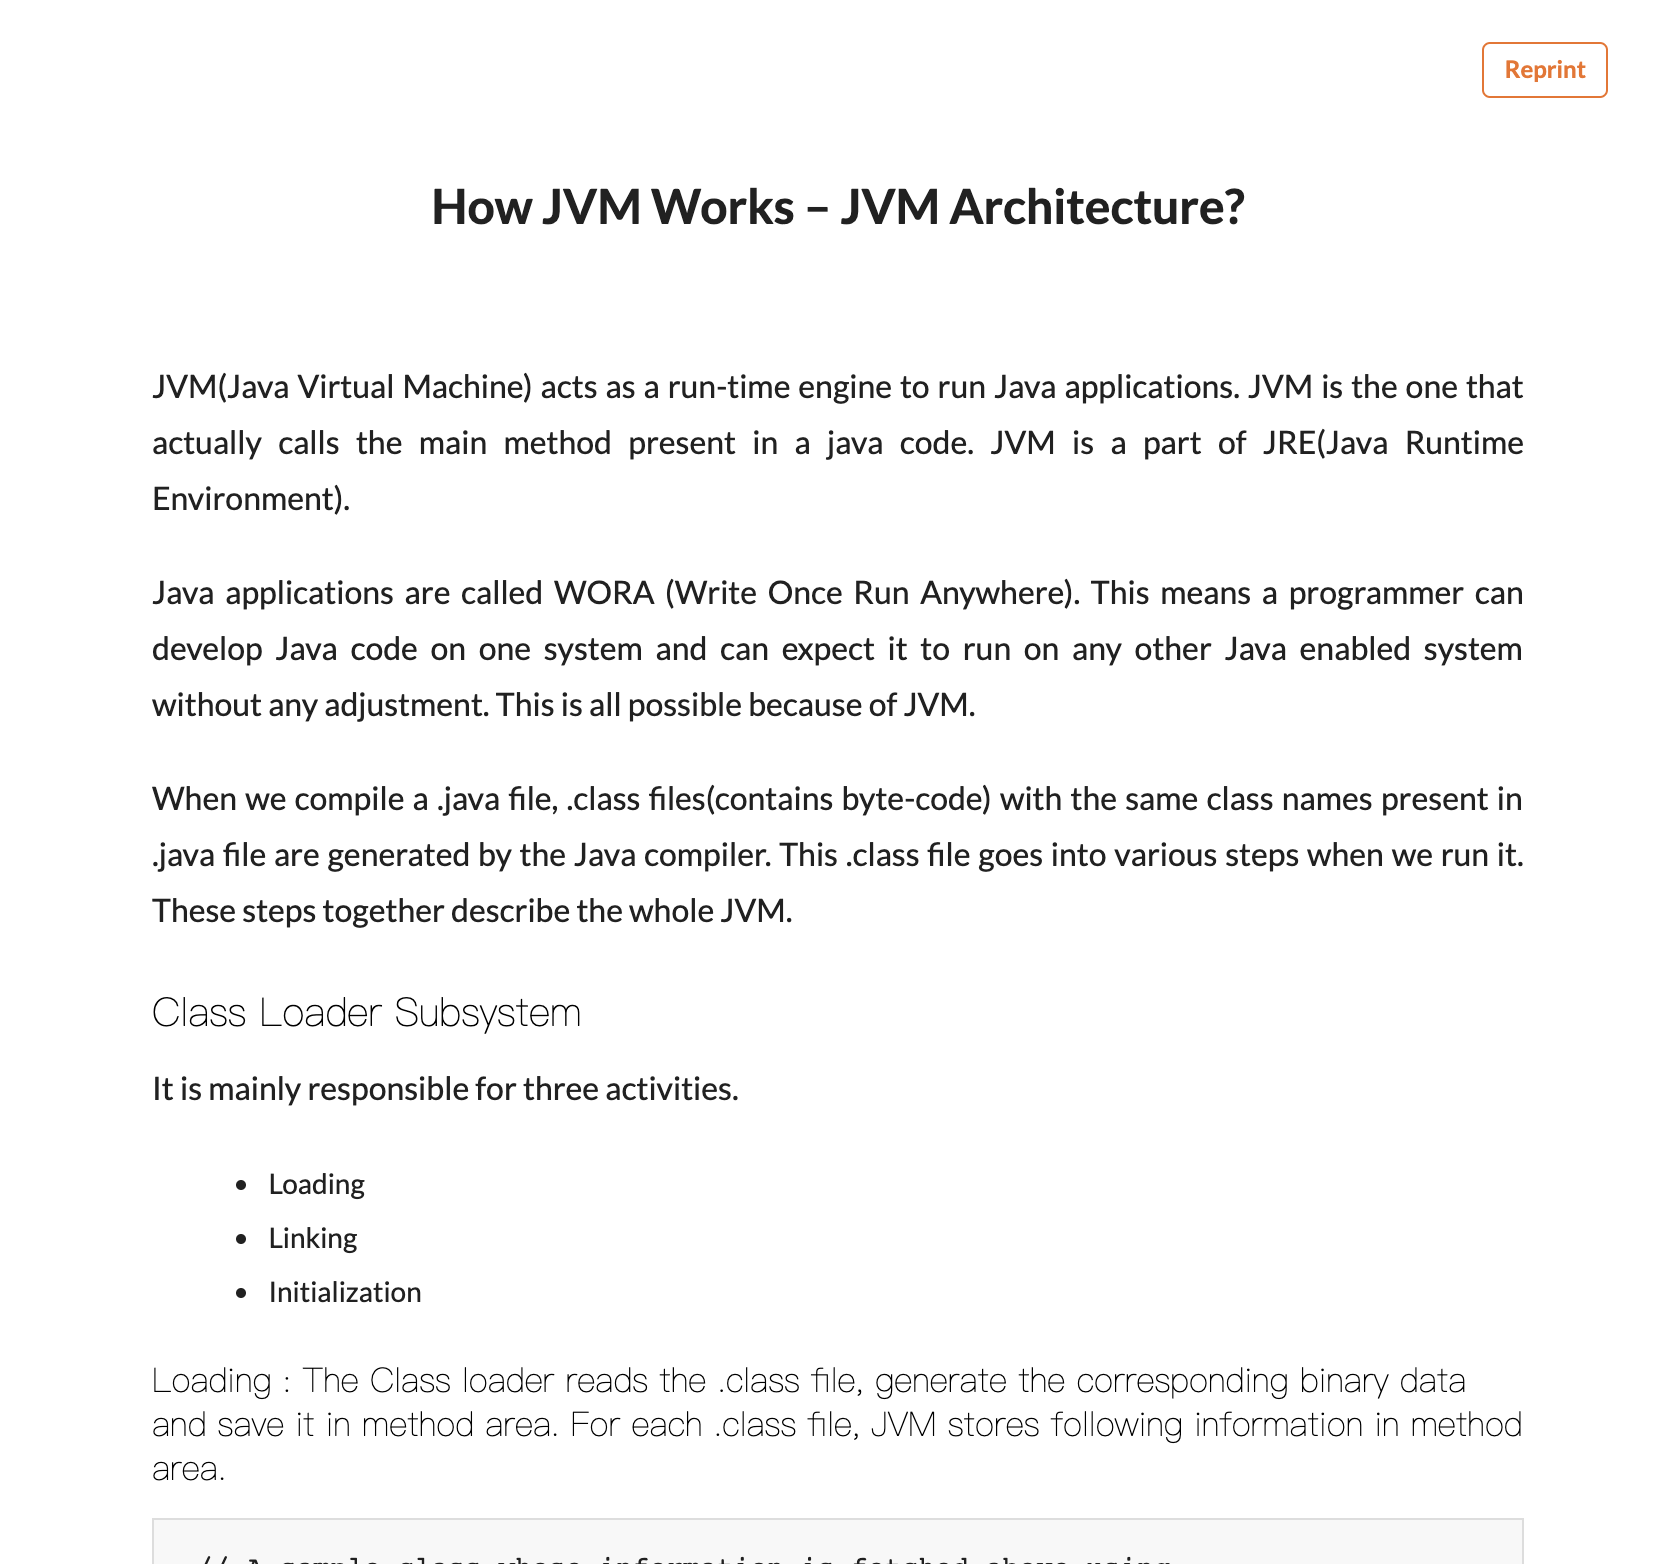 Reprint
How JVM Works – JVM Architecture?
JVM(Java Virtual Machine) acts as a run-time engine to run Java applications. JVM is the one that
actually calls the main method present in a java code. JVM is a part of JRE(Java Runtime
Environment).
Java applications are called WORA (Write Once Run Anywhere). This means a programmer can
develop Java code on one system and can expect it to run on any other Java enabled system
without any adjustment. This is all possible because of JVM.
When we compile a .java file, .class files(contains byte-code) with the same class names present in
.java file are generated by the Java compiler. This .class file goes into various steps when we run it.
These steps together describe the whole JVM.
Class Loader Subsystem
It is mainly responsible for three activities.
• Loading
• Linking
• Initialization
Loading : The Class loader reads the .class file, generate the corresponding binary data
and save it in method area. For each .class file, JVM stores following information in method
area.
// A sample class whose information is fetched above using